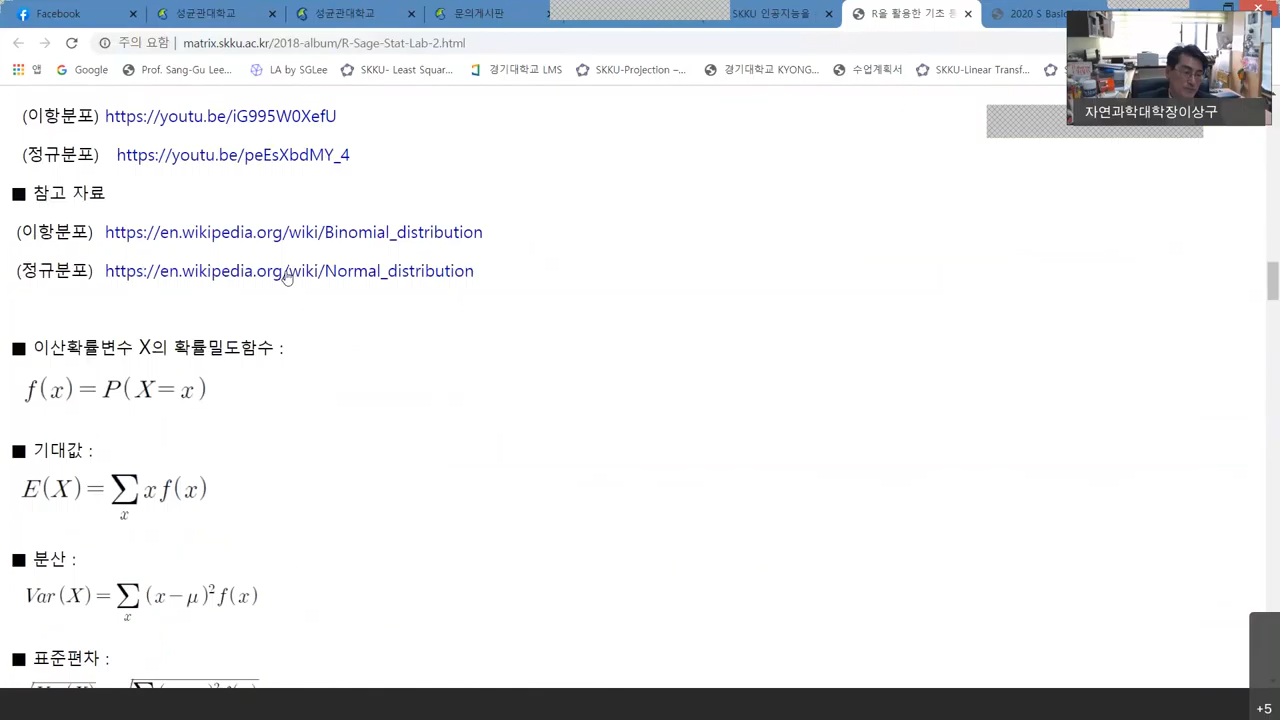 Facebook
성균관대학교
성균관대학교
문의게시판
SKKU 인공지능을
R을 활용한 기초 통
2020 S Basic
주의 요함
matrix.skku.ac.kr/2018-album/R-Sage-Stat-Lab-2.html
앱 Google Prof. Sang-Gu Lee... LA by SGLee SKKU- Least Squar... 경기대학교 LMS SKKU-Projection –... 경기대학교 KYONG... 수업계획서 SKKU-Linear Transf...
자연과학대학장이상구
(이항분포) https://youtu.be/iG995W0XefU
(정규분포) https://youtu.be/peEsXbdMY_4
■ 참고 자료
(이항분포) https://en.wikipedia.org/wiki/Binomial_distribution
(정규분포) https://en.wikipedia.org/wiki/Normal_distribution
■ 이산확률변수 X의 확률밀도함수 :
f(x) = P(X= x)
■ 기대값 :
E(X) = ∑ x f(x)
x
■ 분산 :
Var(X) = ∑ (x − μ)² f(x)
x
■ 표준편차 :
+5